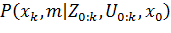 P(x_k, m|Z_{0:k}, U_{0:k}, x_0)